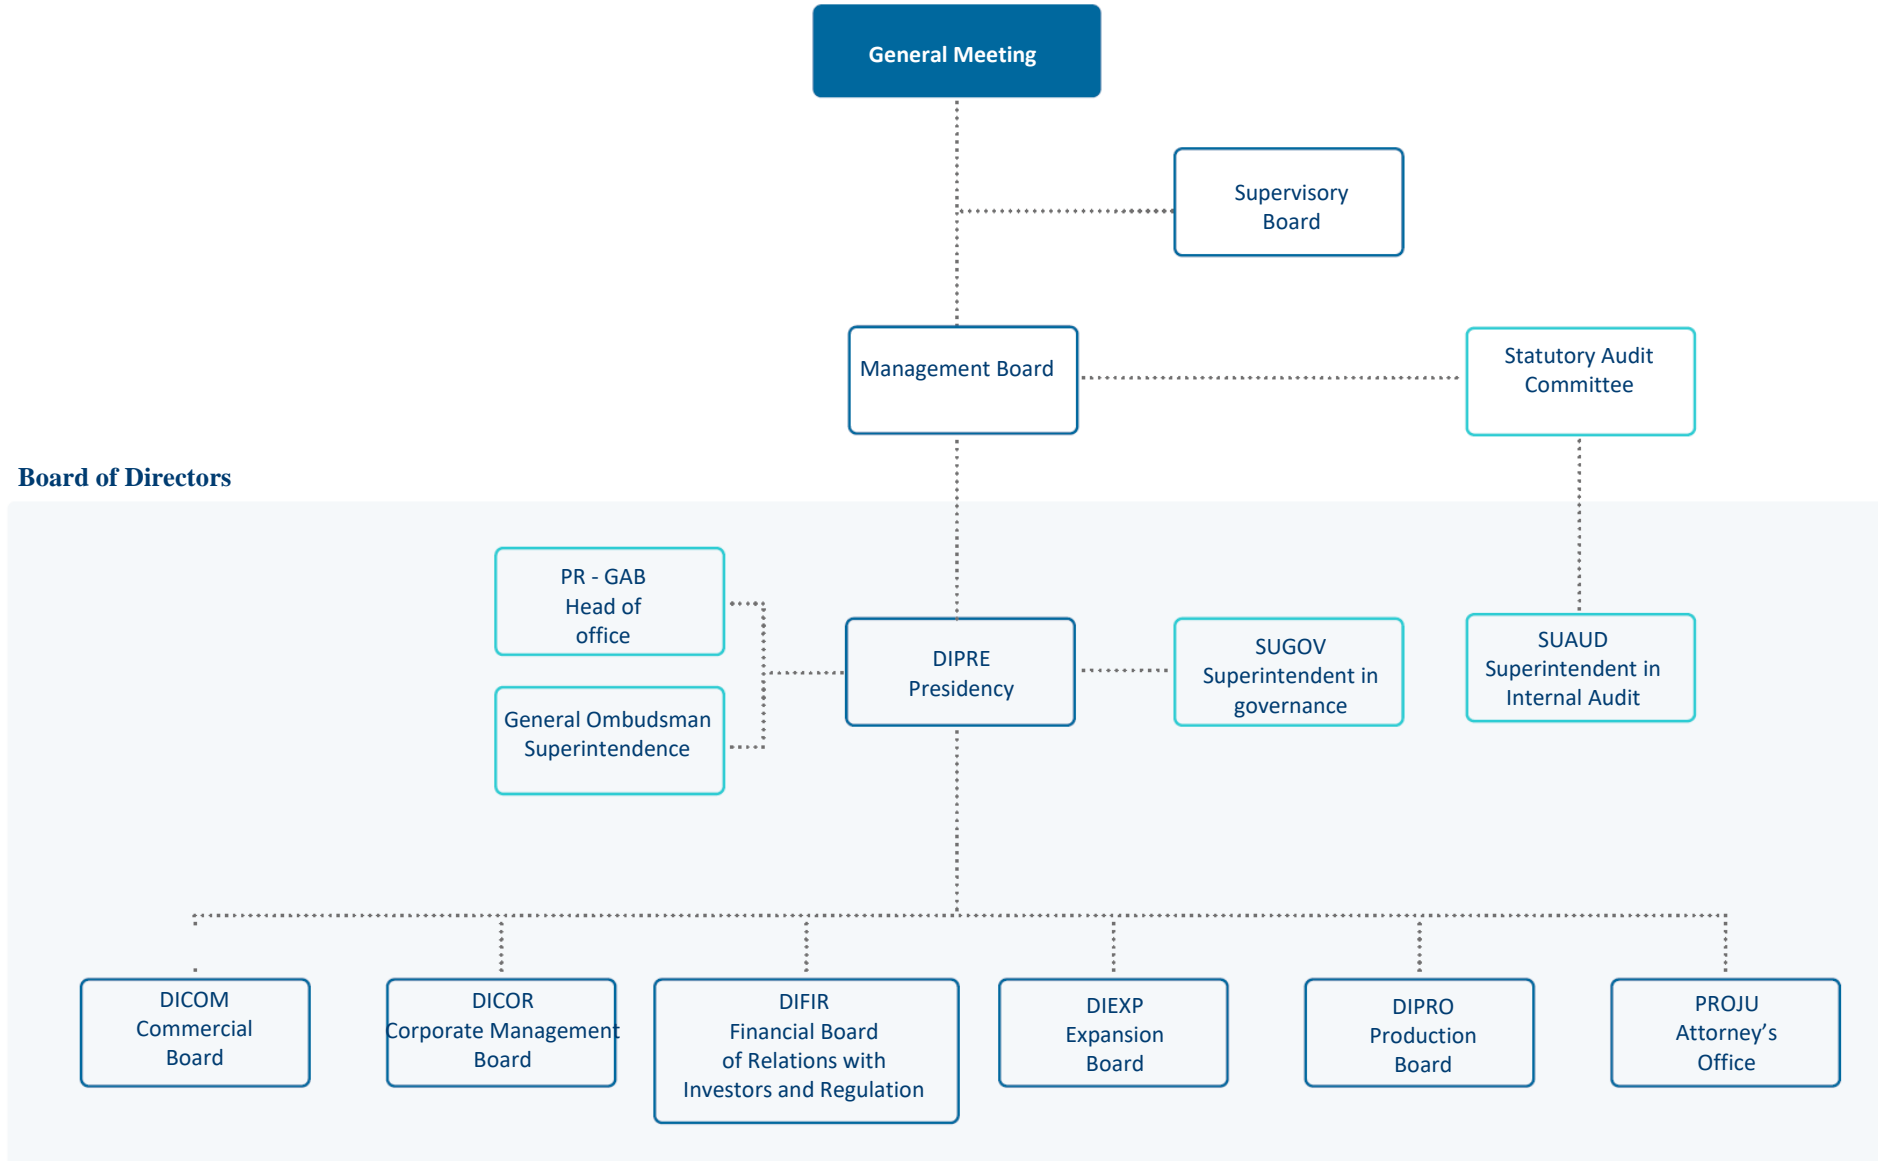 General Meeting
Supervisory
Board
Management Board
Statutory Audit
Committee
Board of Directors
PR - GAB
Head of
office
General Ombudsman
Superintendence
DIPRE
Presidency
SUGOV
Superintendent in
governance
SUAUD
Superintendent in
Internal Audit
DICOM
Commercial
Board
DICOR
Corporate Management
Board
DIFIR
Financial Board
of Relations with
Investors and Regulation
DIEXP
Expansion
Board
DIPRO
Production
Board
PROJU
Attorney’s
Office